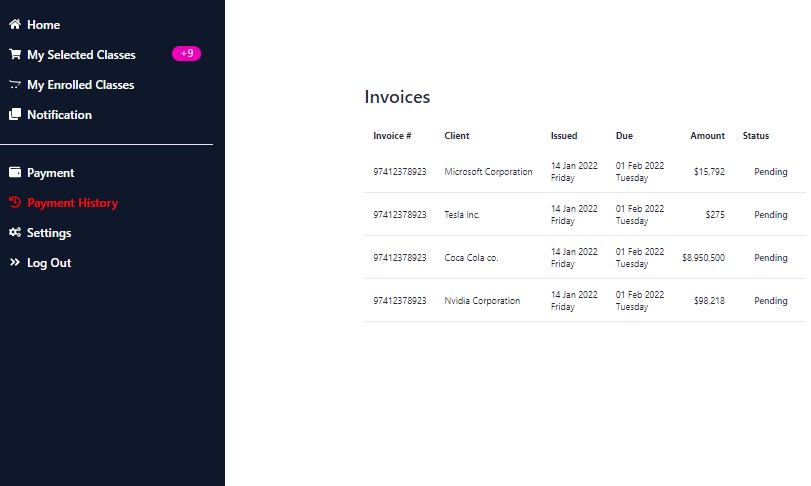 Home
My Selected Classes +9
My Enrolled Classes
Notification
Payment
Payment History
Settings
Log Out
Invoices
Invoice # Client Issued Due Amount Status
97412378923 Microsoft Corporation 14 Jan 2022 01 Feb 2022 $15,792 Pending
Friday Tuesday
97412378923 Tesla Inc. 14 Jan 2022 01 Feb 2022 $275 Pending
Friday Tuesday
97412378923 Coca Cola co. 14 Jan 2022 01 Feb 2022 $8,950,500 Pending
Friday Tuesday
97412378923 Nvidia Corporation 14 Jan 2022 01 Feb 2022 $98,218 Pending
Friday Tuesday